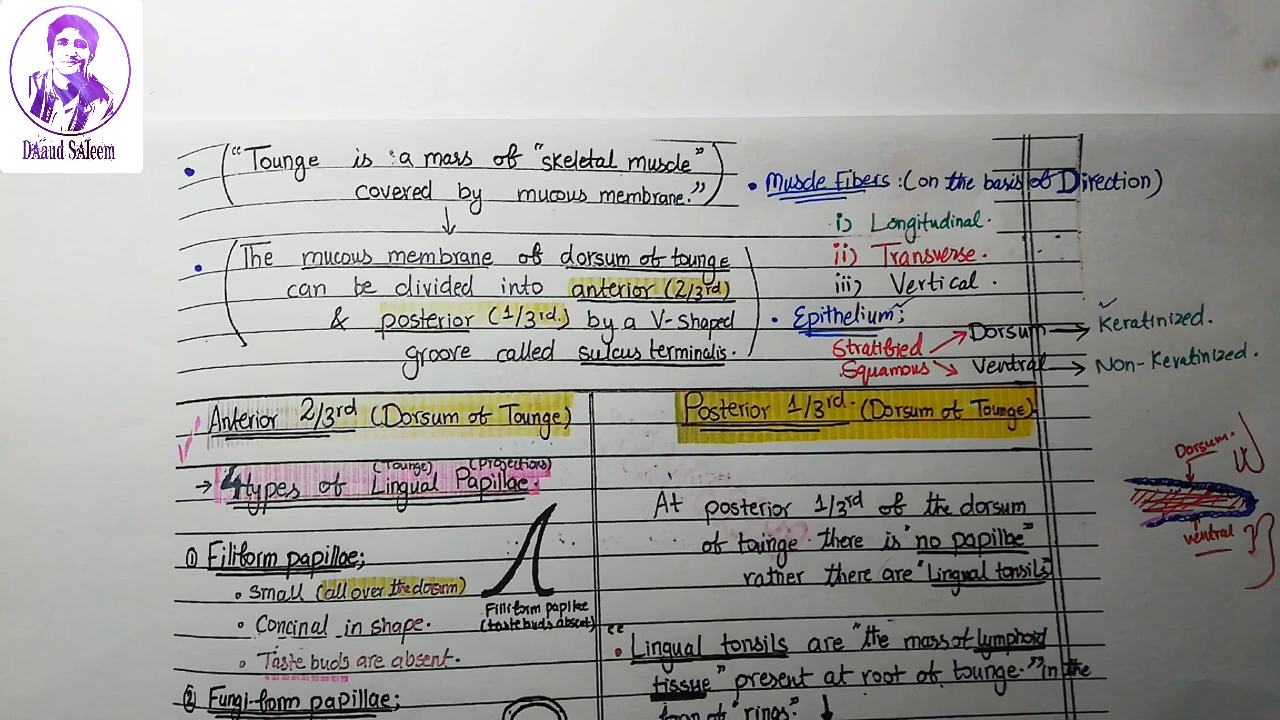 DAaud SAleem
• ("Tounge is a mass of "skeletal muscle"
covered by mucous membrane.")
↓
• (The mucous membrane of dorsum of tounge
can be divided into anterior (2/3rd)
& posterior (1/3rd.) by a V-shaped
groove called sulcus terminalis.)
• Muscle Fibers: (on the basis of Direction)
i) Longitudinal.
ii) Transverse.
iii) Vertical.
• Epithelium;
Stratified
Squamous
Dorsum → Keratinized.
Ventral → Non-Keratinized.
Anterior 2/3rd (Dorsum of Tounge)
(Tounge) (Projections)
→ 4 types of Lingual Papillae.
① Filiform papillae;
• Small (all over the dorsum)
• Concinal in shape.
• Taste buds are absent.
Filiform papillae
(taste buds absent)
② Fungi-form papillae;
Posterior 1/3rd. (Dorsum of Tounge)
At posterior 1/3rd of the dorsum
of tounge there is "no papillae"
rather there are "Lingual tonsils"
"
• Lingual tonsils are "the mass of lymphoid
tissue" present at root of tounge." in the
form of "rings". ↓
Dorsum.
ventral